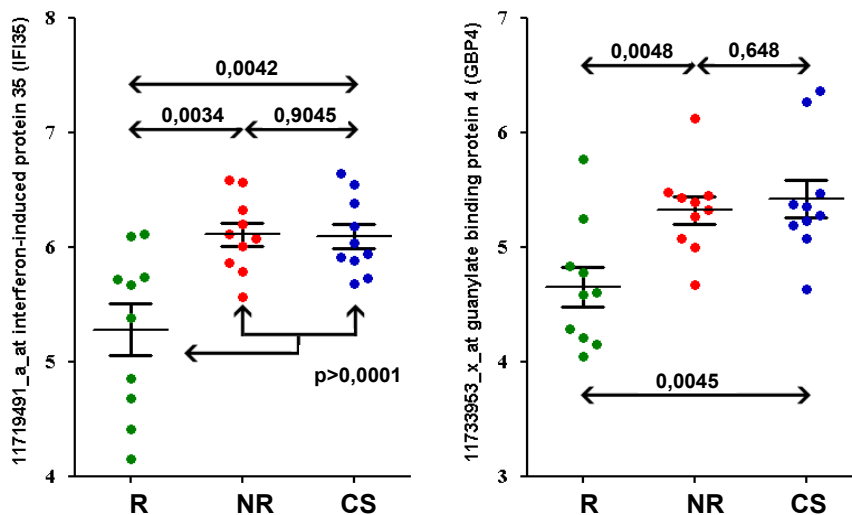 11719491_a_at interferon-induced protein 35 (IFI35)
8
7
6
5
4
0,0042
0,0034
0,9045
p>0,0001
R
NR
CS
11733953_x_at guanylate binding protein 4 (GBP4)
7
6
5
4
3
0,0048
0,648
0,0045
R
NR
CS